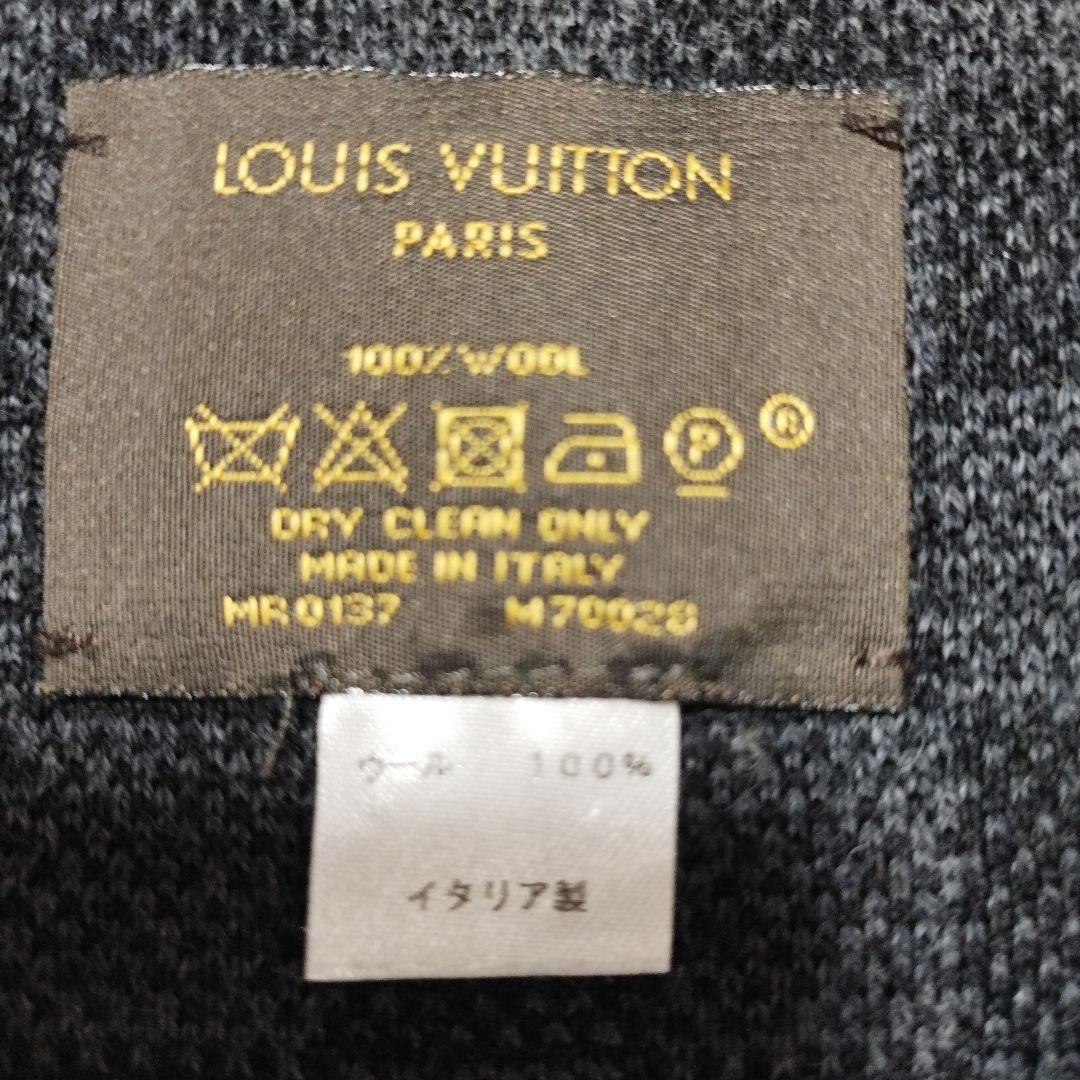 LOUIS VUITTON
PARIS
100% WOOL
P ®
DRY CLEAN ONLY
MADE IN ITALY
MR0137 M70028
ウール 100%
イタリア製